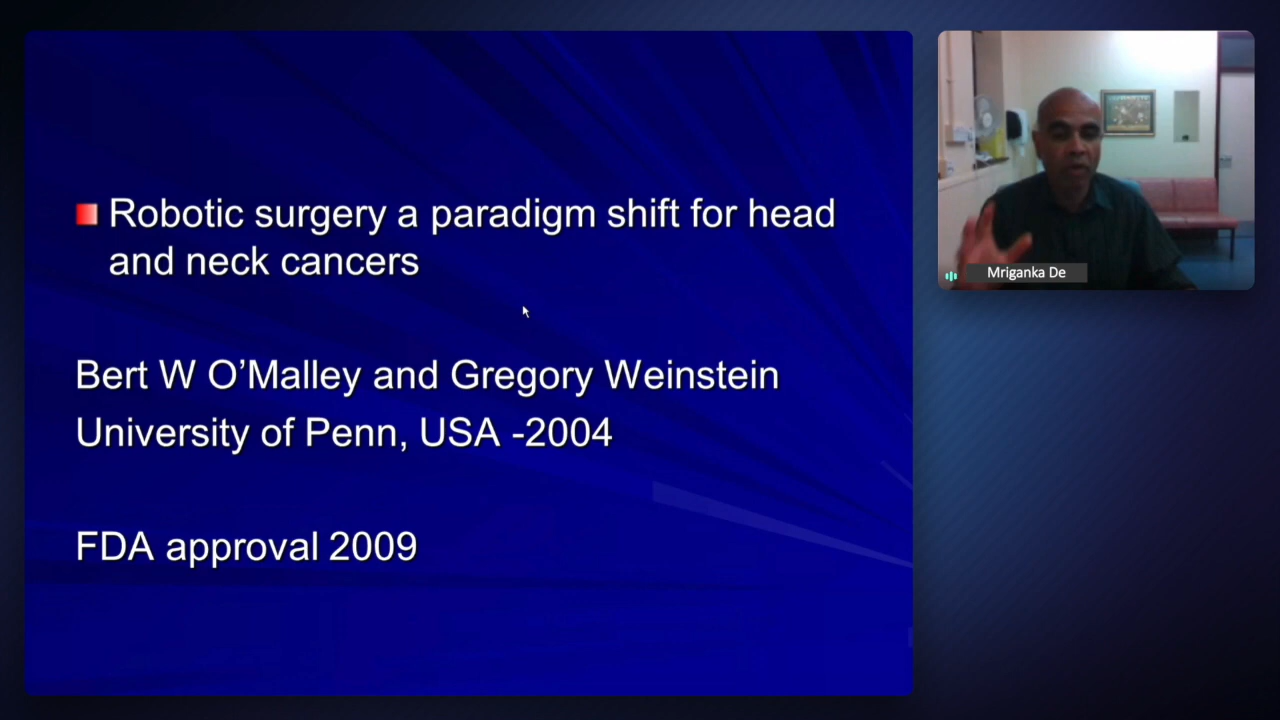 Robotic surgery a paradigm shift for head
and neck cancers
Bert W O’Malley and Gregory Weinstein
University of Penn, USA -2004
FDA approval 2009
Mriganka De